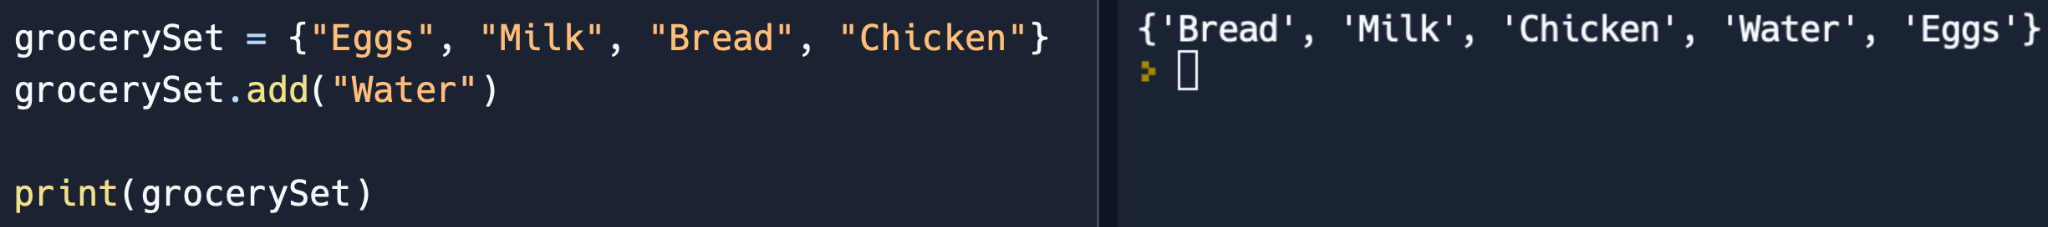 grocerySet = {"Eggs", "Milk", "Bread", "Chicken"}
grocerySet.add("Water")
print(grocerySet)
{'Bread', 'Milk', 'Chicken', 'Water', 'Eggs'}